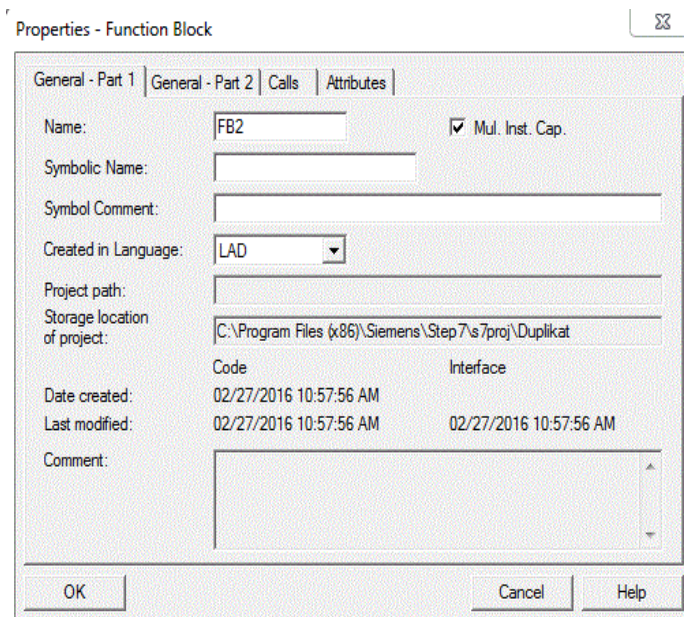 Properties - Function Block
General - Part 1 General - Part 2 Calls Attributes
Name: FB2 Mul. Inst. Cap.
Symbolic Name:
Symbol Comment:
Created in Language: LAD
Project path:
Storage location
of project: C:\Program Files (x86)\Siemens\Step7\s7proj\Duplikat
Code Interface
Date created: 02/27/2016 10:57:56 AM
Last modified: 02/27/2016 10:57:56 AM 02/27/2016 10:57:56 AM
Comment:
OK Cancel Help